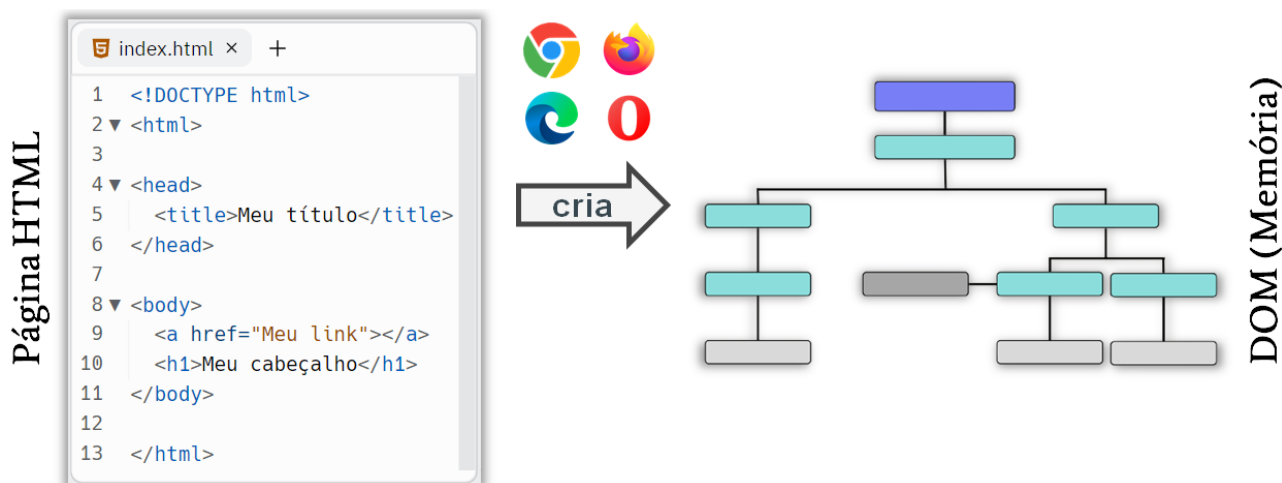 Página HTML
index.html × +
1 <!DOCTYPE html>
2 ▼ <html>
3
4 ▼ <head>
5 <title>Meu título</title>
6 </head>
7
8 ▼ <body>
9 <a href="Meu link"></a>
10 <h1>Meu cabeçalho</h1>
11 </body>
12
13 </html>
cria
DOM (Memória)